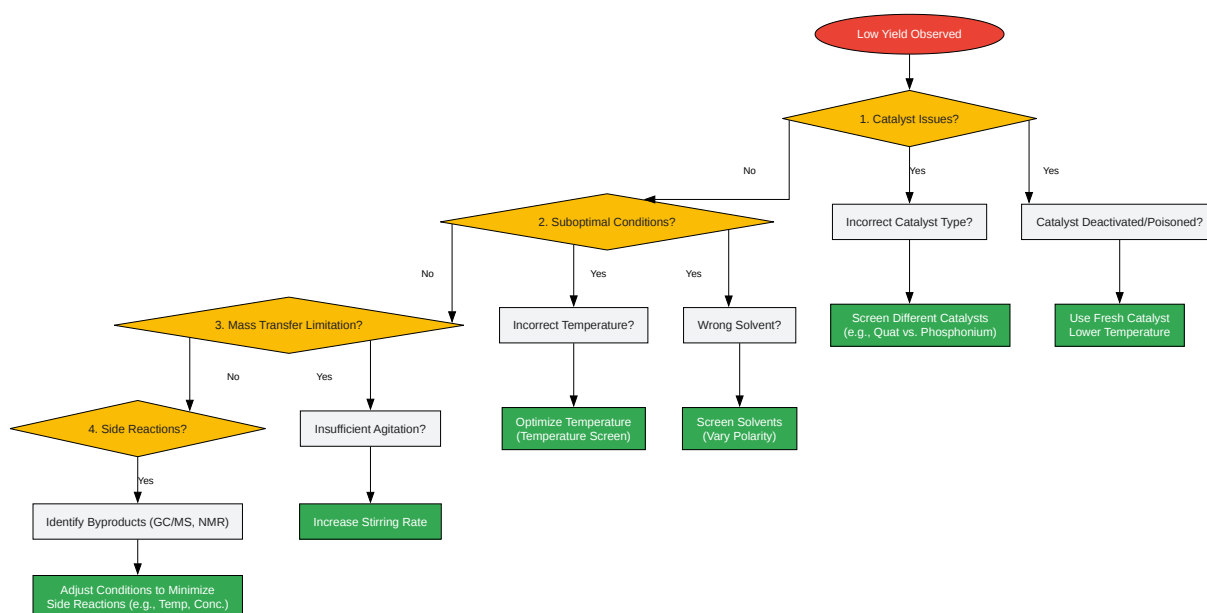 Low Yield Observed
1. Catalyst Issues?
No
Yes
Yes
2. Suboptimal Conditions?
Incorrect Catalyst Type?
Catalyst Deactivated/Poisoned?
No
Yes
Yes
3. Mass Transfer Limitation?
Incorrect Temperature?
Wrong Solvent?
Screen Different Catalysts
(e.g., Quat vs. Phosphonium)
Use Fresh Catalyst
Lower Temperature
No
Yes
4. Side Reactions?
Insufficient Agitation?
Optimize Temperature
(Temperature Screen)
Screen Solvents
(Vary Polarity)
Yes
Identify Byproducts (GC/MS, NMR)
Increase Stirring Rate
Adjust Conditions to Minimize
Side Reactions (e.g., Temp, Conc.)